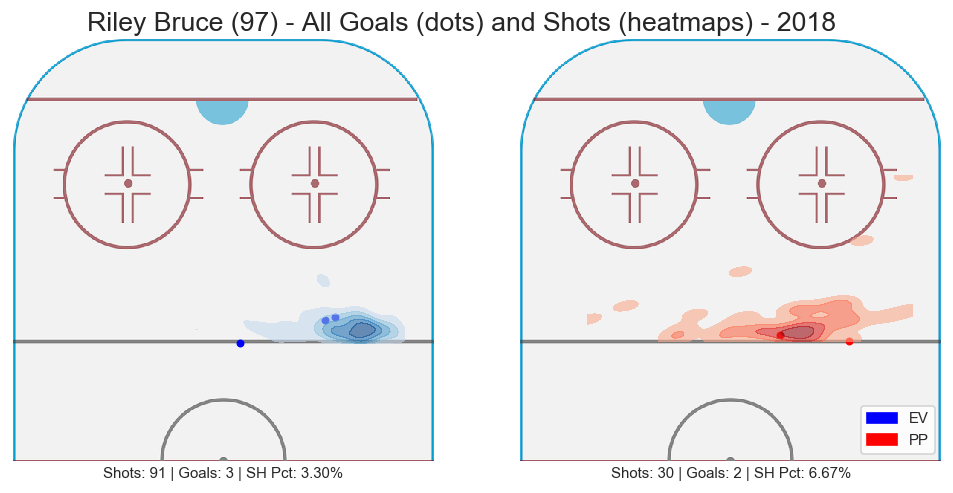 Riley Bruce (97) - All Goals (dots) and Shots (heatmaps) - 2018
EV
PP
Shots: 91 | Goals: 3 | SH Pct: 3.30%
Shots: 30 | Goals: 2 | SH Pct: 6.67%